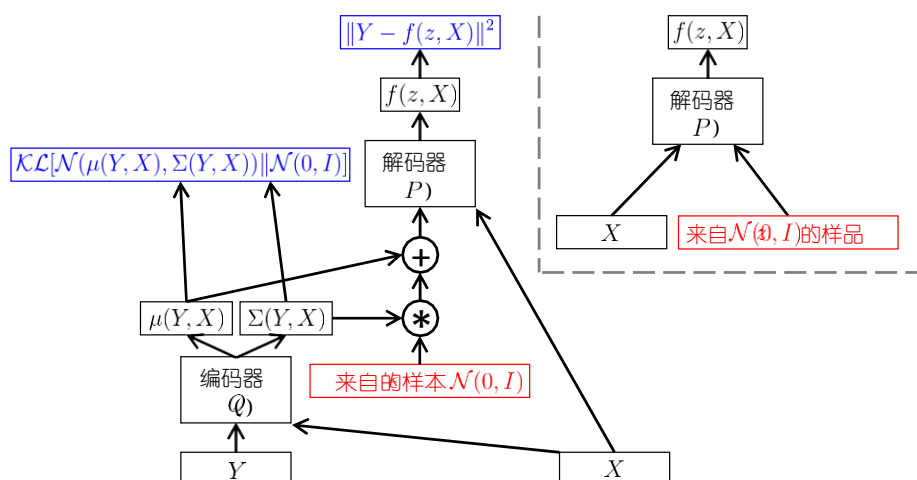 ‖Y − f(z, X)‖²
f(z, X)
解码器
P)
KL[N(μ(Y, X), Σ(Y, X))‖N(0, I)]
+
μ(Y, X)
Σ(Y, X)
*
编码器
Q)
来自的样本 N(0, I)
Y
X
f(z, X)
解码器
P)
X
来自N(0, I)的样品